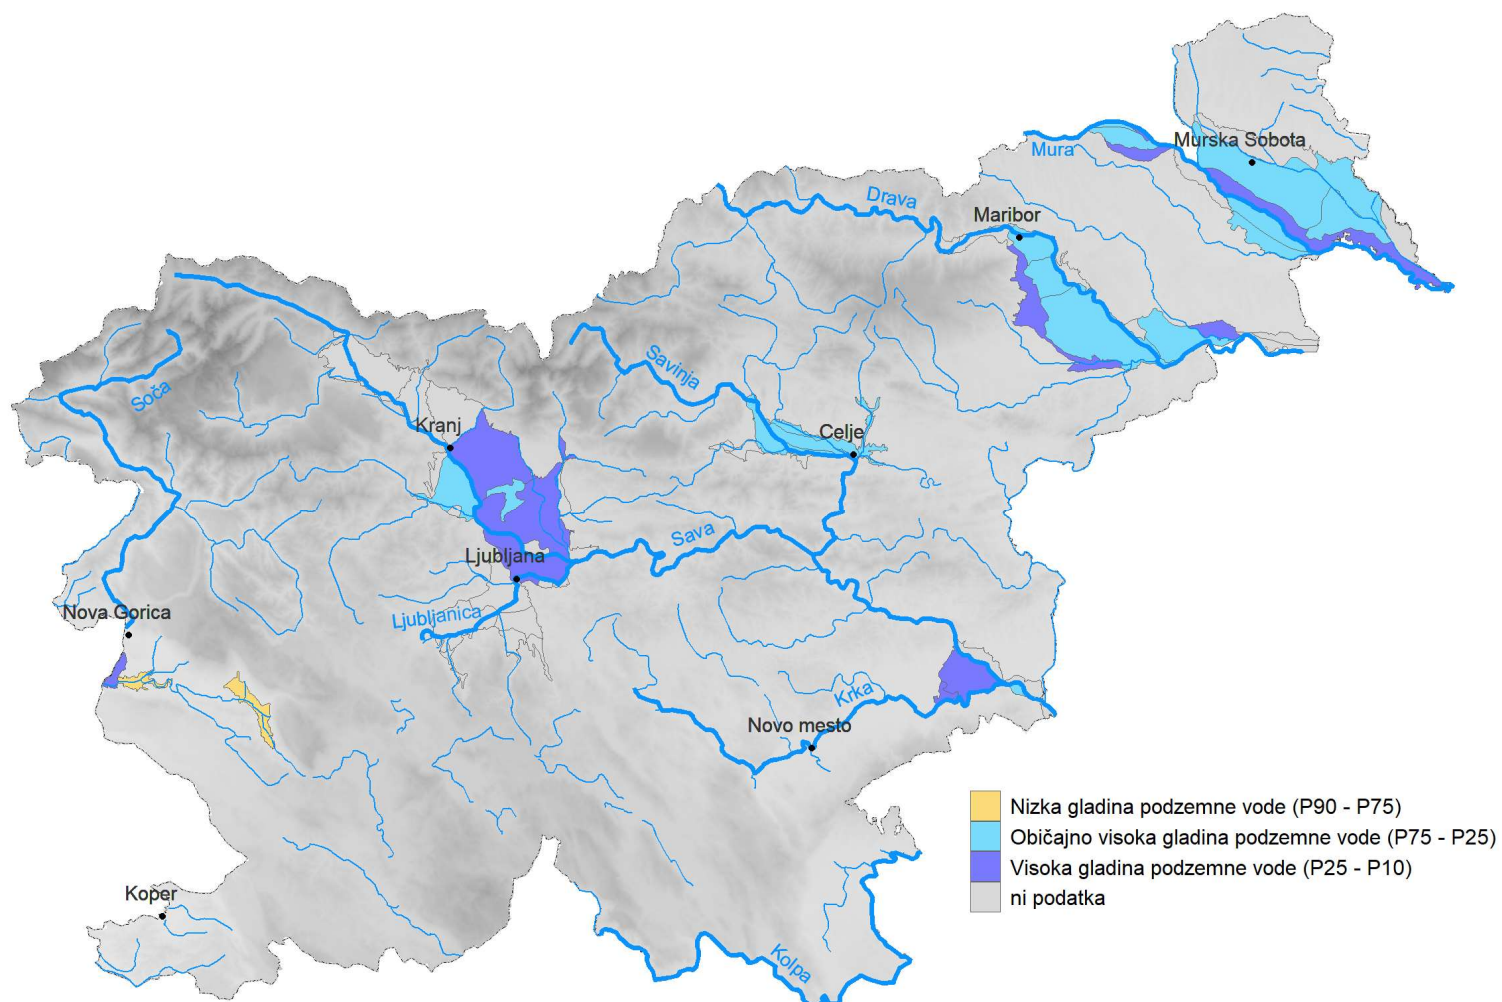 Murska Sobota
Mura
Drava
Maribor
Soča
Savinja
Kranj
Celje
Sava
Ljubljana
Nova Gorica
Ljubljanica
Krka
Novo mesto
Koper
Kolpa
Nizka gladina podzemne vode (P90 - P75)
Običajno visoka gladina podzemne vode (P75 - P25)
Visoka gladina podzemne vode (P25 - P10)
ni podatka